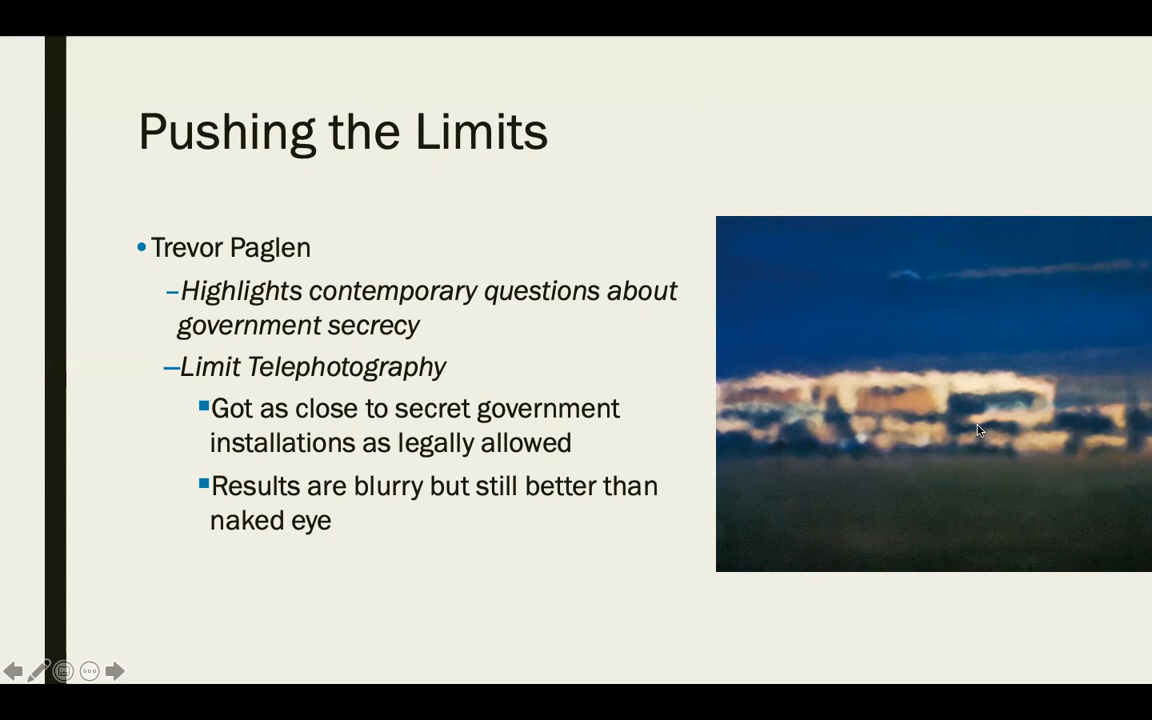 Pushing the Limits
•Trevor Paglen
–Highlights contemporary questions about
government secrecy
–Limit Telephotography
■Got as close to secret government
installations as legally allowed
■Results are blurry but still better than
naked eye